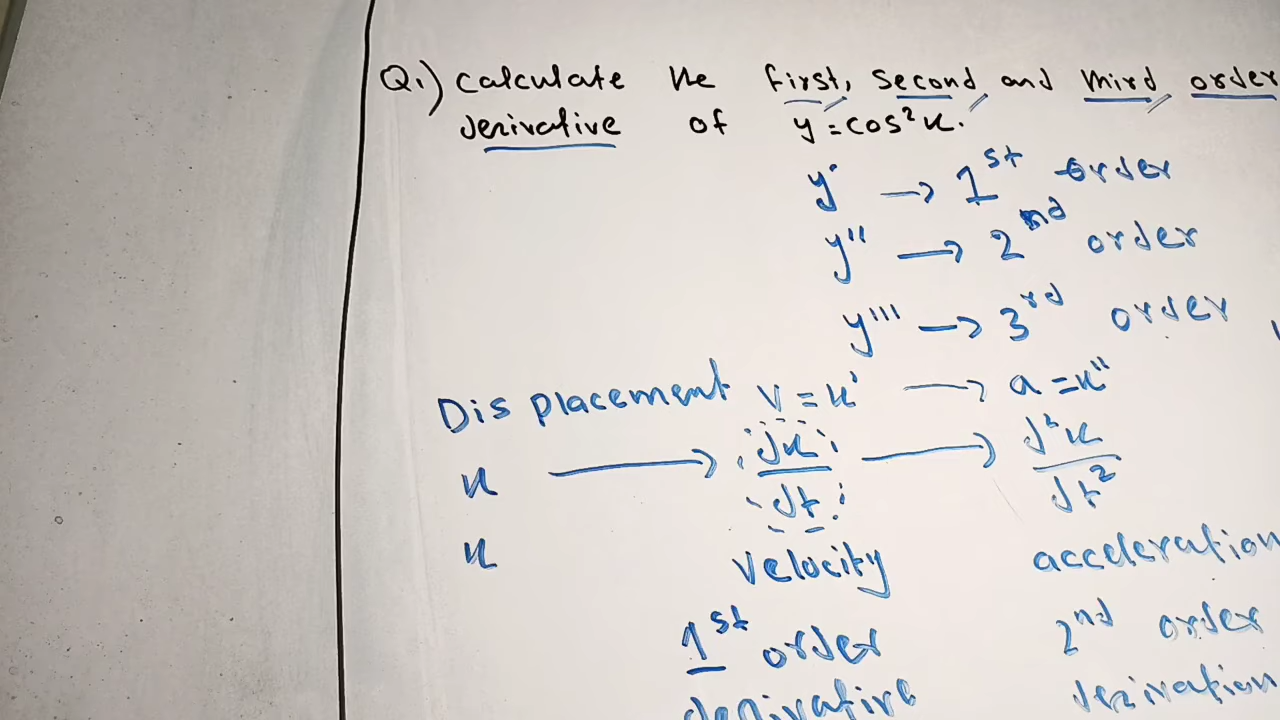 Q.1) Calculate the first, second, and third order
derivative of y = cos²x.
y' → 1st order
y'' → 2nd order
y''' → 3rd order
Displacement v = x' → a = x''
x → dx/dt → d²x/dt²
x velocity acceleration
1st order 2nd order
derivative derivation